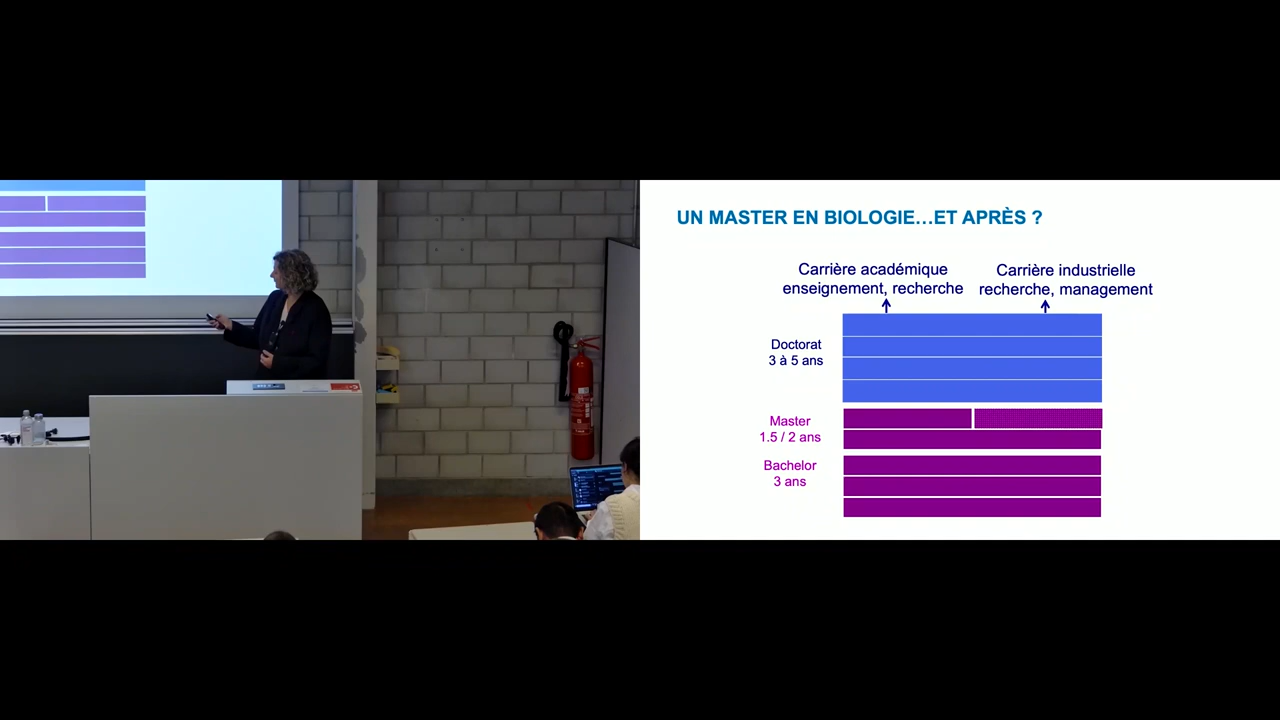 UN MASTER EN BIOLOGIE…ET APRÈS ?
Carrière académique
enseignement, recherche
Carrière industrielle
recherche, management
Doctorat
3 à 5 ans
Master
1.5 / 2 ans
Bachelor
3 ans